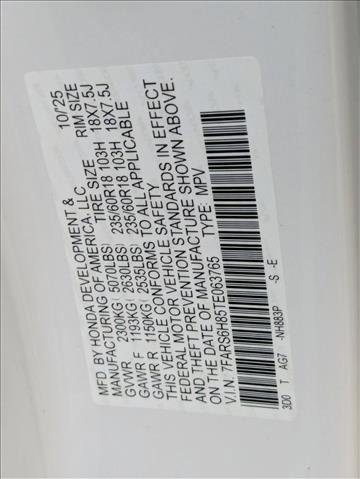 MFD. BY HONDA DEVELOPMENT & 10/'25
MANUFACTURING OF AMERICA, LLC. TIRE SIZE RIM SIZE
GVWR 2300KG( 5070LBS) 235/60R18 103H 18X7.5J
GAWR F 1193KG( 2630LBS) 235/60R18 103H 18X7.5J
GAWR R 1150KG( 2535LBS)
THIS VEHICLE CONFORMS TO ALL APPLICABLE
FEDERAL MOTOR VEHICLE SAFETY
AND THEFT PREVENTION STANDARDS IN EFFECT
ON THE DATE OF MANUFACTURE SHOWN ABOVE.
V.I.N: 7FARS6H85TE063765 TYPE: MPV
3D0 T AG7 -NH883P -S -E